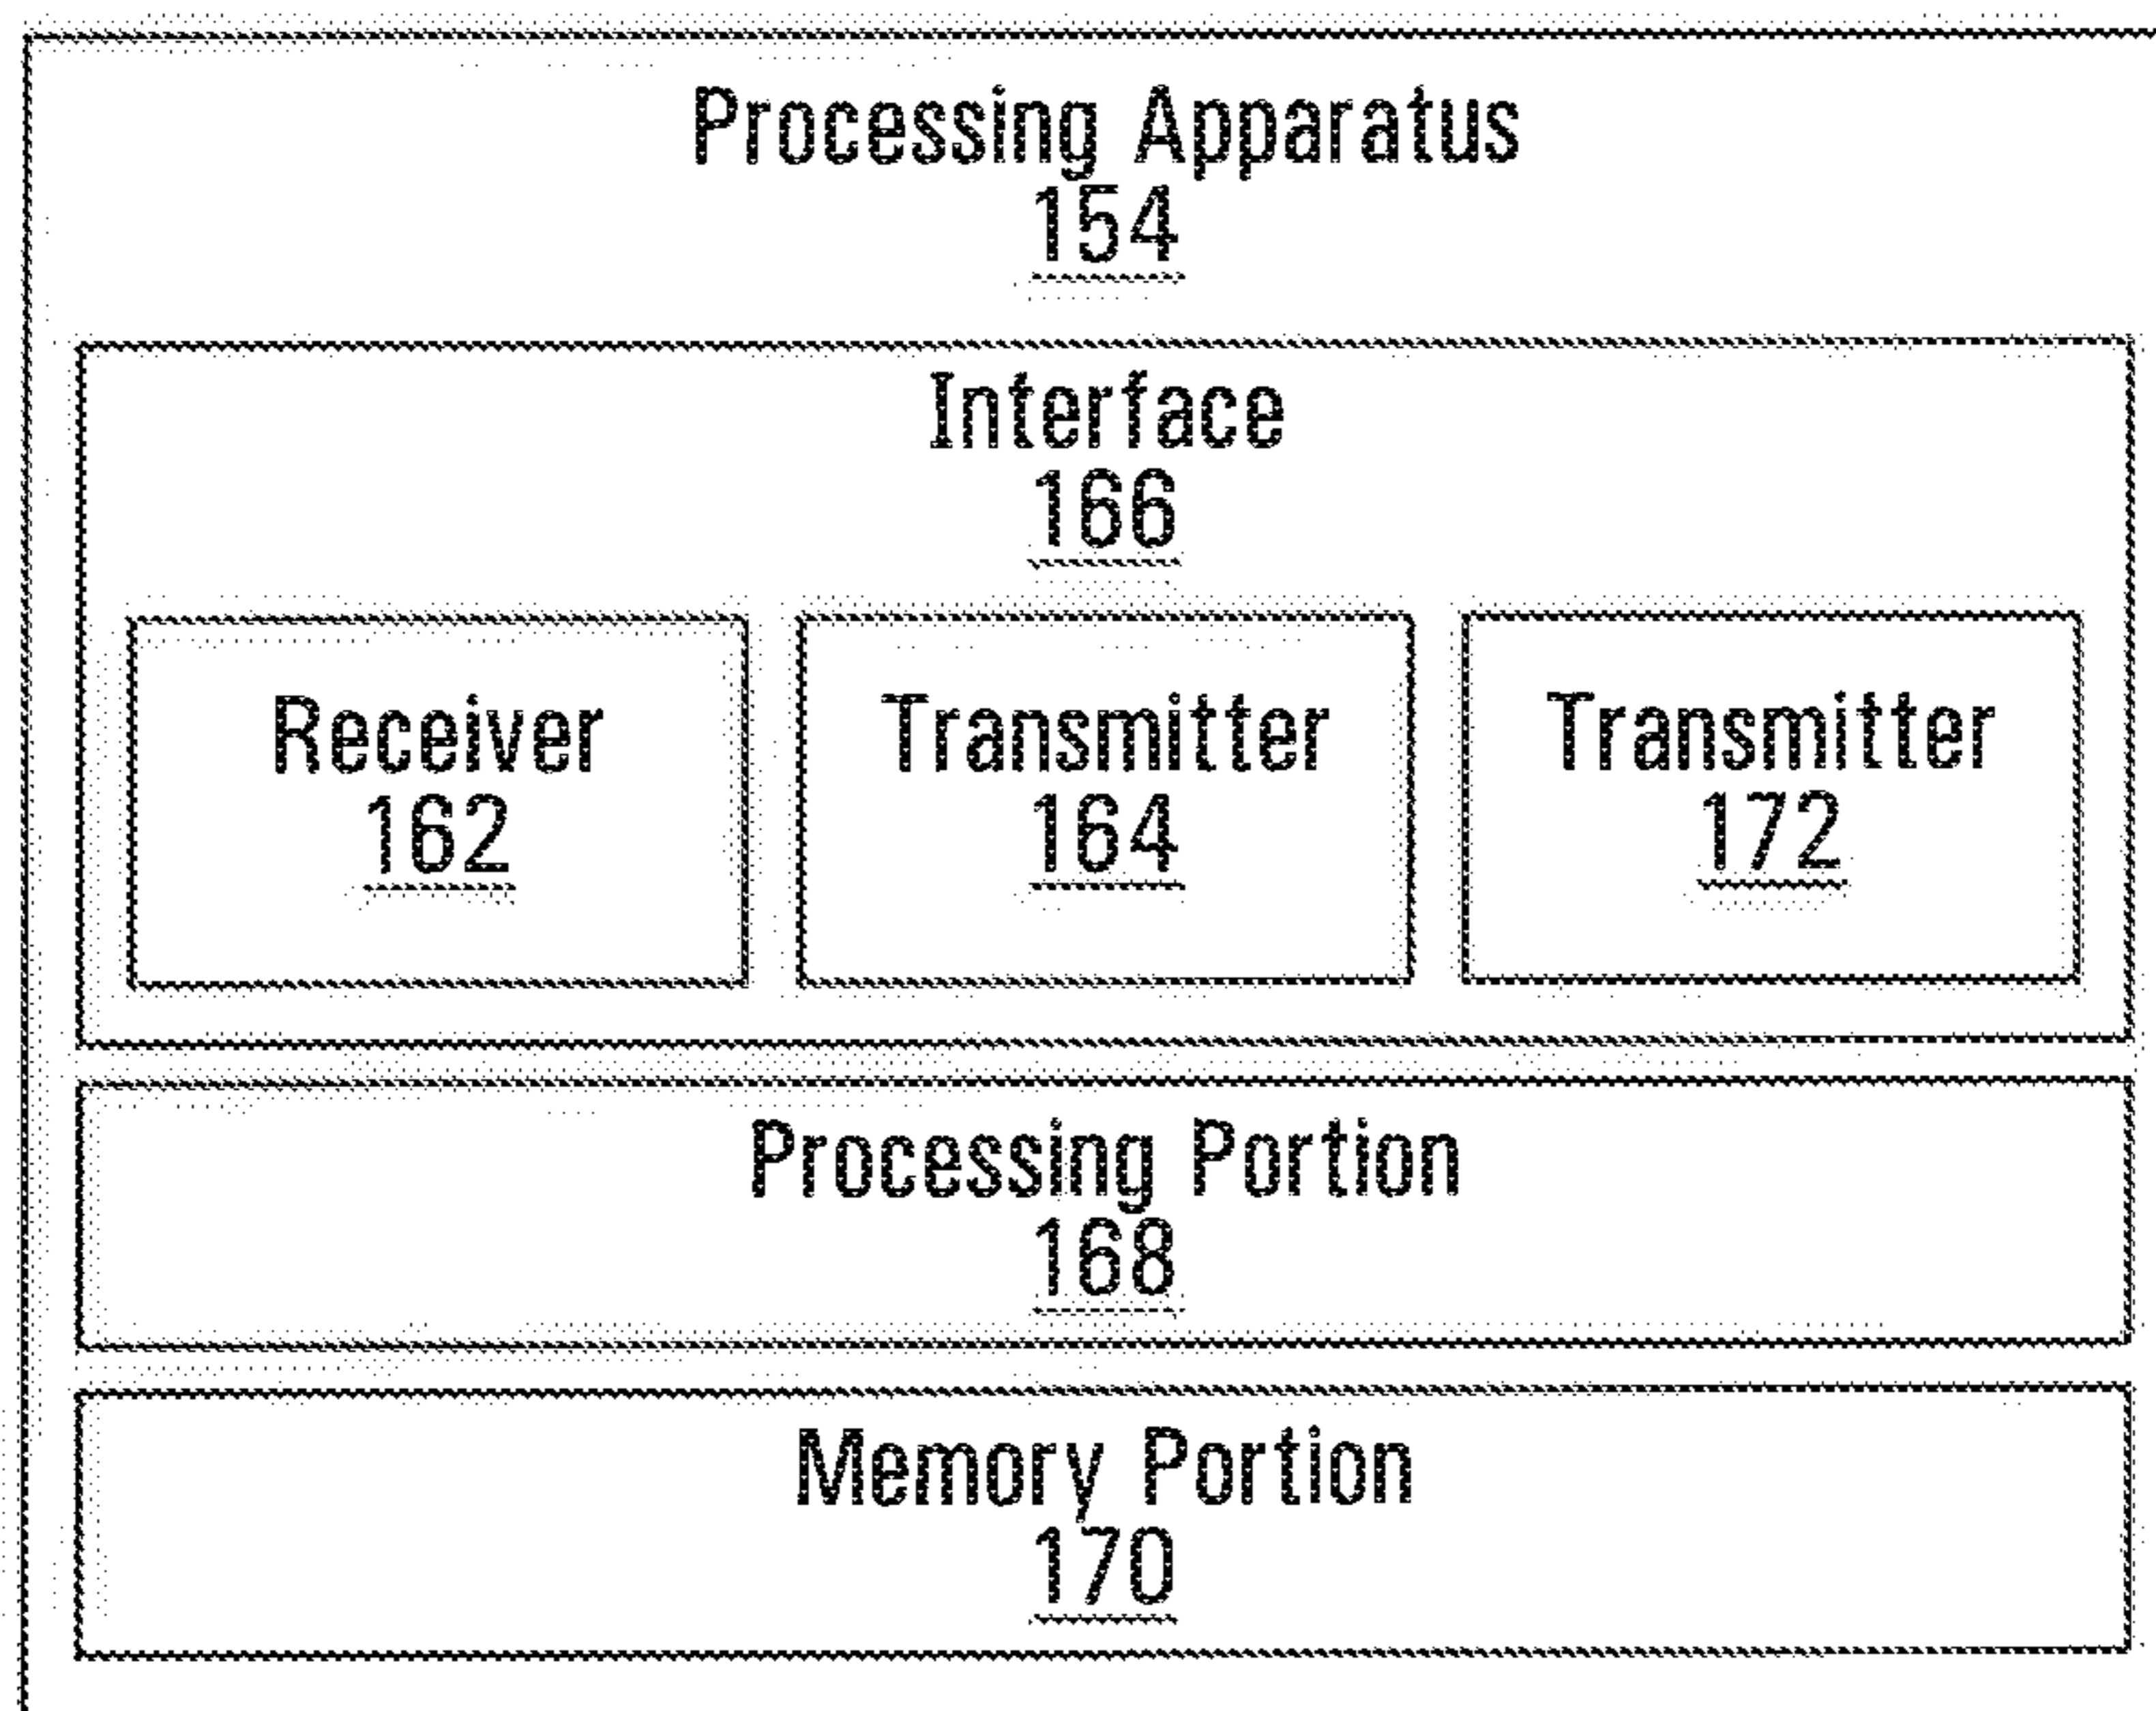 Processing Apparatus
154
Interface
166
Receiver
162
Transmitter
164
Transmitter
172
Processing Portion
168
Memory Portion
170